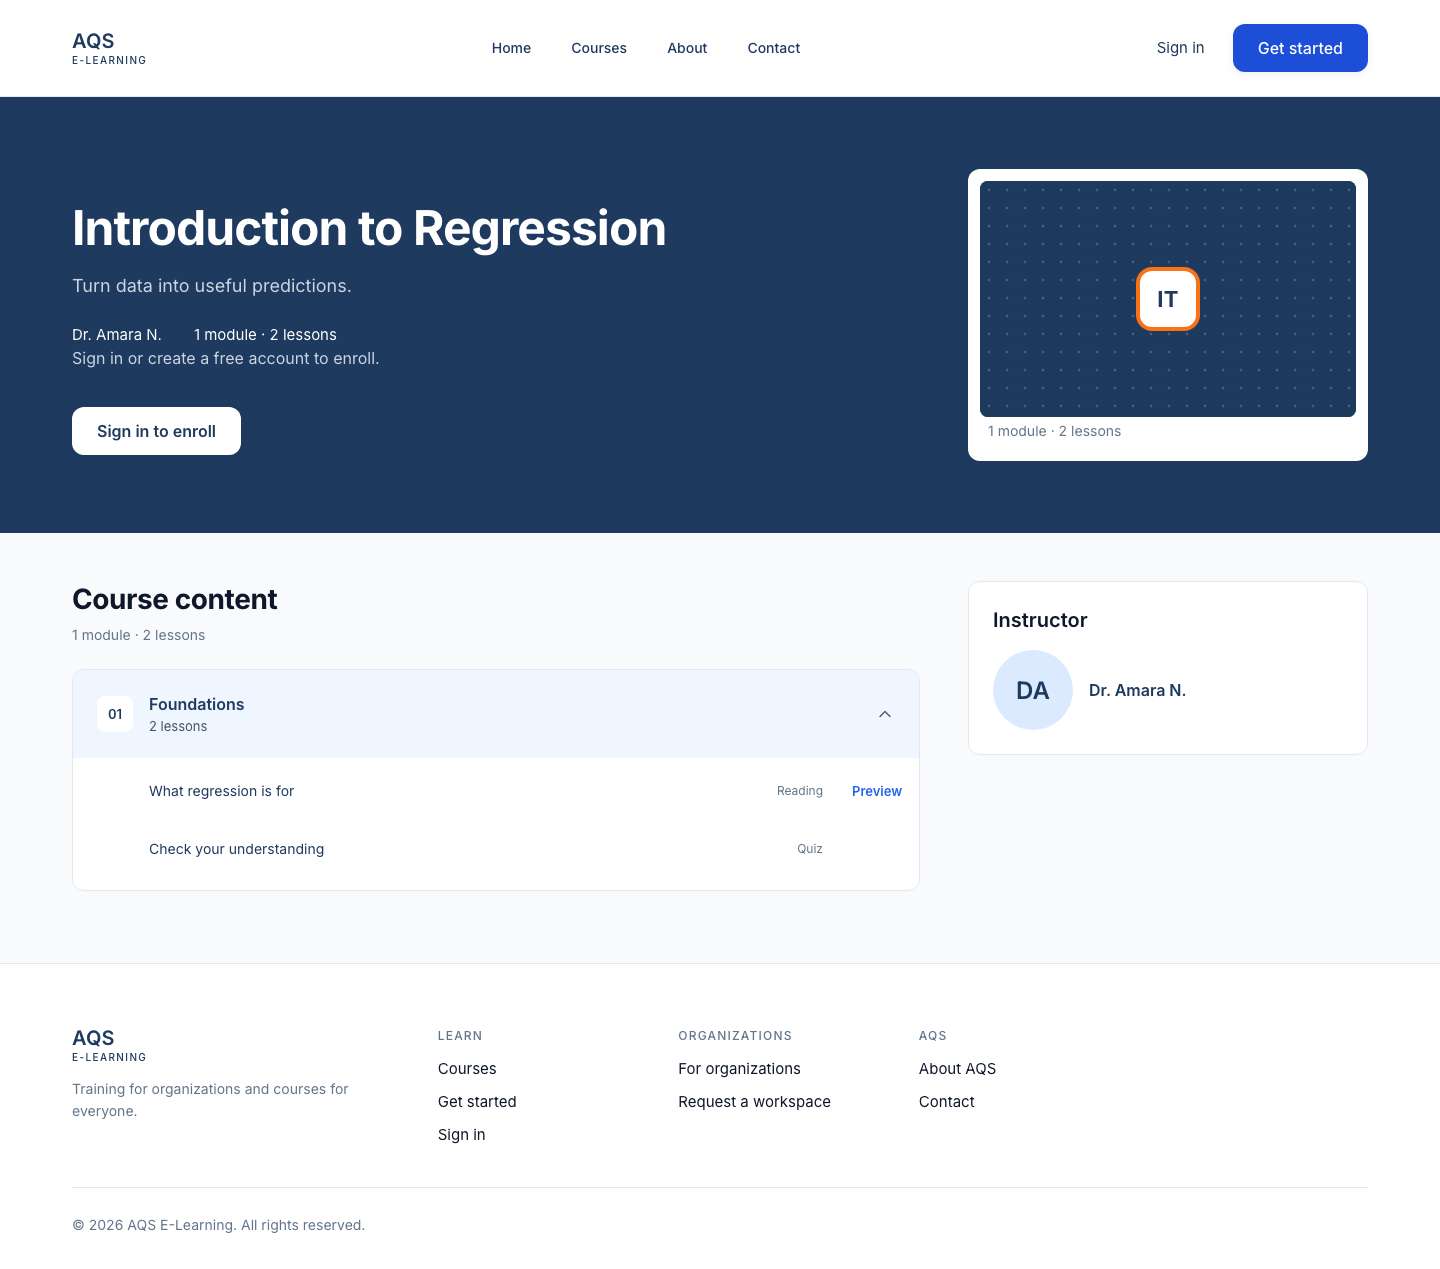 AQS
E-LEARNING
Home
Courses
About
Contact
Sign in
Get started
Introduction to Regression
Turn data into useful predictions.
Dr. Amara N.
1 module · 2 lessons
Sign in or create a free account to enroll.
Sign in to enroll
IT
1 module · 2 lessons
Course content
1 module · 2 lessons
01
Foundations
2 lessons
What regression is for
Reading
Preview
Check your understanding
Quiz
Instructor
DA
Dr. Amara N.
AQS
E-LEARNING
Training for organizations and courses for
everyone.
LEARN
Courses
Get started
Sign in
ORGANIZATIONS
For organizations
Request a workspace
AQS
About AQS
Contact
© 2026 AQS E-Learning. All rights reserved.